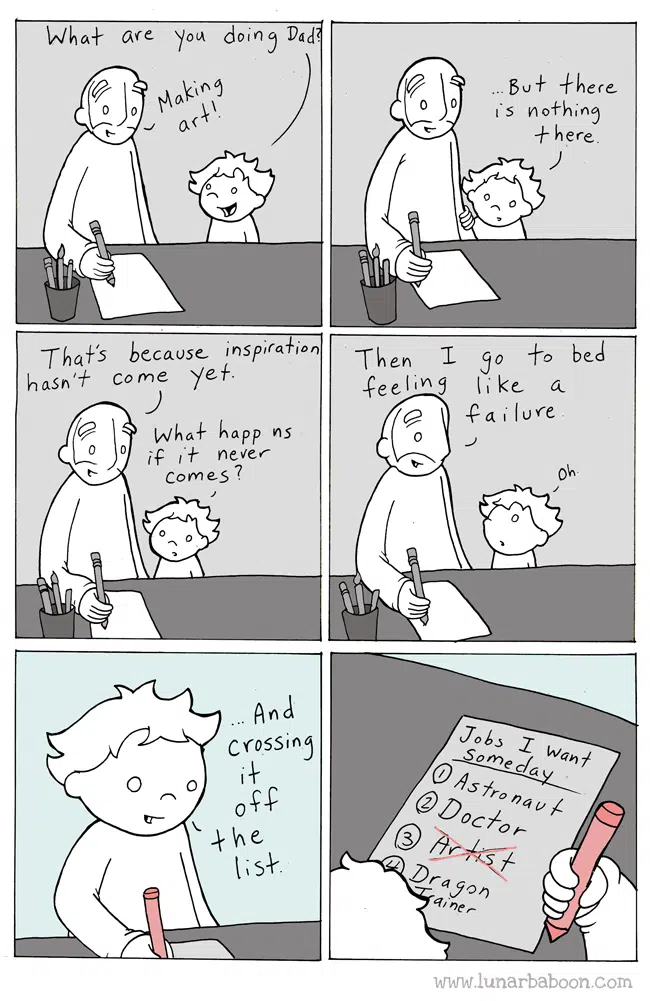 What are you doing Dad?
Making
art!
...But there
is nothing
there.
That's because inspiration
hasn't come yet.
What happ ns
if it never
comes?
Then I go to bed
feeling like a
failure.
Oh.
...And
crossing
it
off
the
list.
Jobs I want
Someday
1 Astronaut
2 Doctor
3 Artist
4 Dragon
Trainer
www.lunarbaboon.com